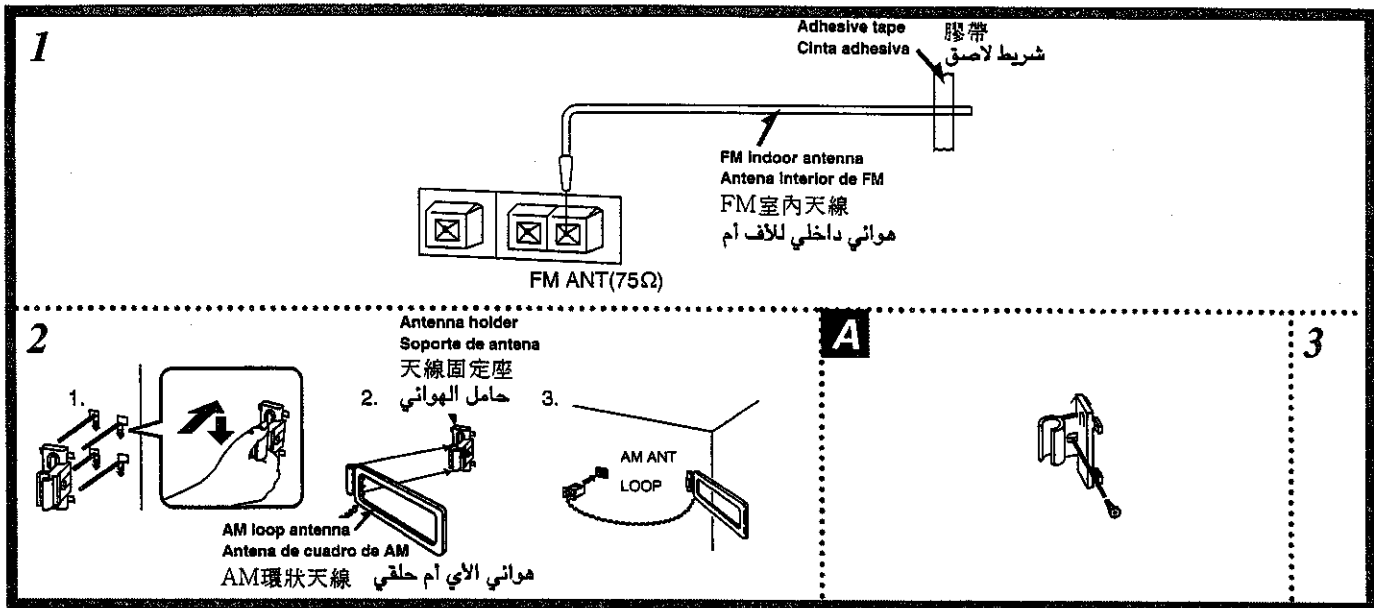 1
Adhesive tape
Cinta adhesiva
膠帶
شريط لاصق
FM indoor antenna
Antena interior de FM
FM室內天線
هوائي داخلي للأف أم
FM ANT(75Ω)
2
Antenna holder
Soporte de antena
天線固定座
حامل الهوائي
1.
2.
3.
AM ANT
LOOP
AM loop antenna
Antena de cuadro de AM
AM環狀天線
هوائي الأي أم حلقي
A
3